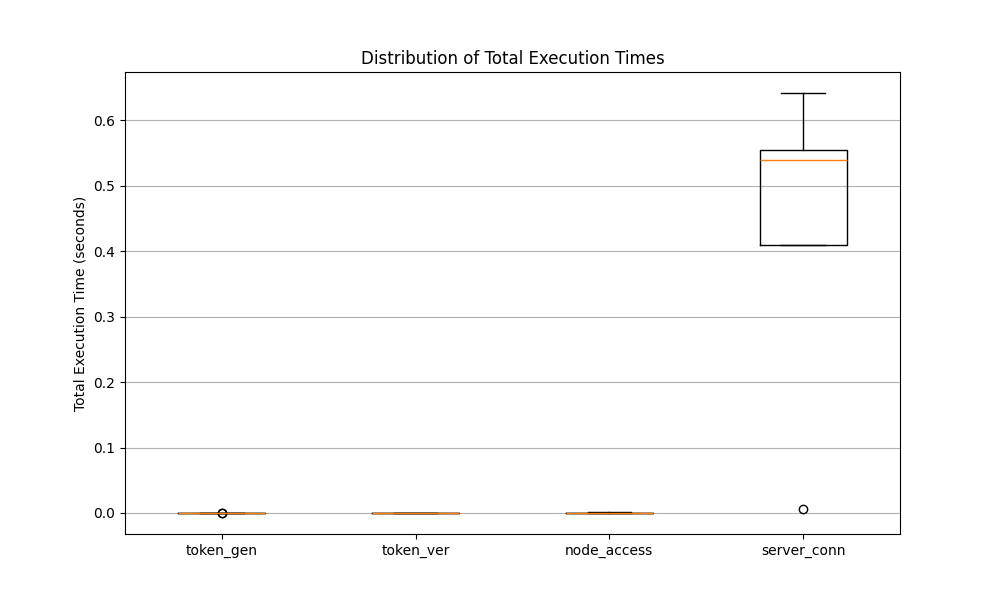 Distribution of Total Execution Times
Total Execution Time (seconds)
0.6
0.5
0.4
0.3
0.2
0.1
0.0
token_gen
token_ver
node_access
server_conn